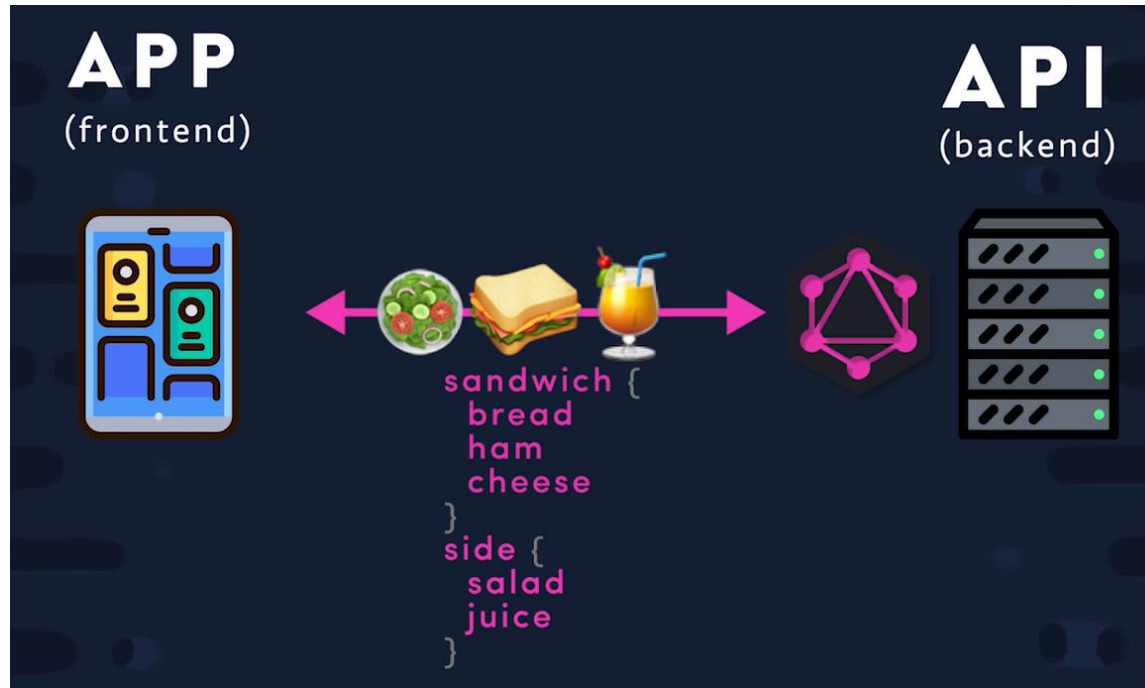 APP
(frontend)
API
(backend)
sandwich {
bread
ham
cheese
}
side {
salad
juice
}